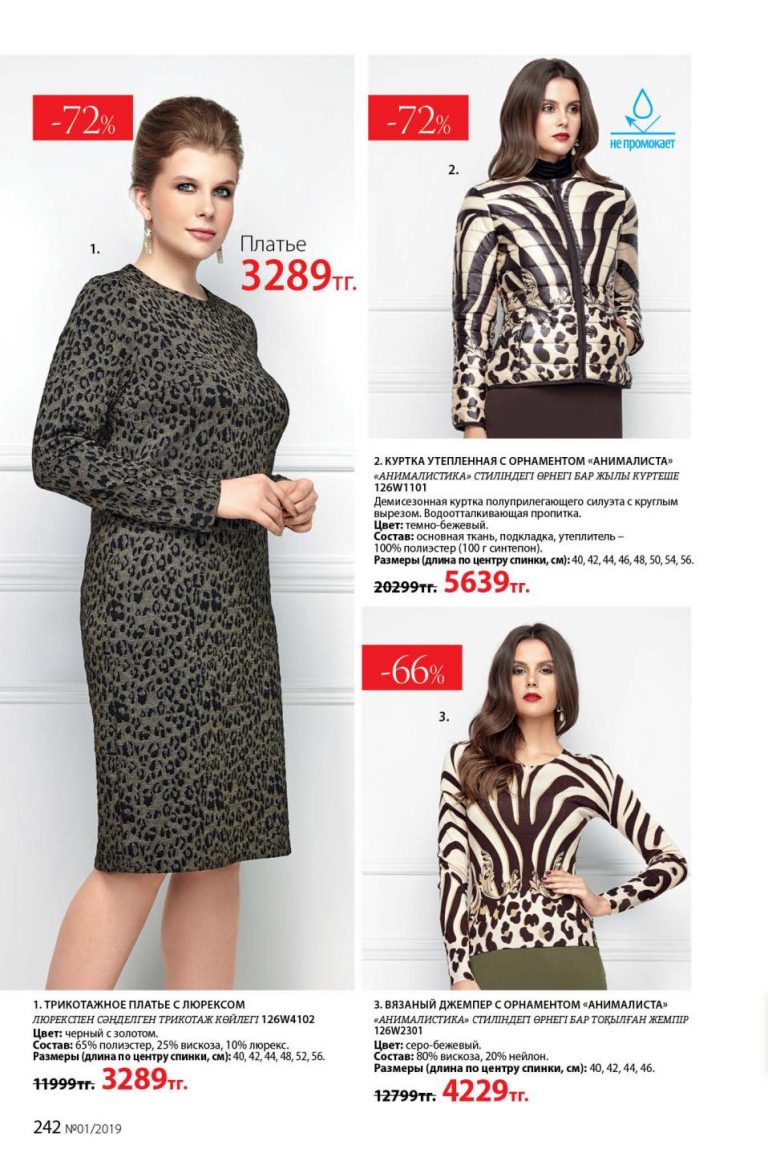 -72%
1.
Платье
3289тг.
-72%
2.
не промокает
2. КУРТКА УТЕПЛЕННАЯ С ОРНАМЕНТОМ «АНИМАЛИСТА»
«АНИМАЛИСТИКА» СТИЛІНДЕГІ ӨРНЕГІ БАР ЖЫЛЫ КҮРТЕШЕ
126W1101
Демисезонная куртка полуприлегающего силуэта с круглым
вырезом. Водоотталкивающая пропитка.
Цвет: темно-бежевый.
Состав: основная ткань, подкладка, утеплитель –
100% полиэстер (100 г синтепон).
Размеры (длина по центру спинки, см): 40, 42, 44, 46, 48, 50, 54, 56.
20299тг. 5639тг.
-66%
3.
1. ТРИКОТАЖНОЕ ПЛАТЬЕ С ЛЮРЕКСОМ
ЛЮРЕКСПЕН СӘНДЕЛГЕН ТРИКОТАЖ КӨЙЛЕГІ 126W4102
Цвет: черный с золотом.
Состав: 65% полиэстер, 25% вискоза, 10% люрекс.
Размеры (длина по центру спинки, см): 40, 42, 44, 48, 52, 56.
11999тг. 3289тг.
3. ВЯЗАНЫЙ ДЖЕМПЕР С ОРНАМЕНТОМ «АНИМАЛИСТА»
«АНИМАЛИСТИКА» СТИЛІНДЕГІ ӨРНЕГІ БАР ТОҚЫЛҒАН ЖЕМПІР
126W2301
Цвет: серо-бежевый.
Состав: 80% вискоза, 20% нейлон.
Размеры (длина по центру спинки, см): 40, 42, 44, 46.
12799тг. 4229тг.
242 №01/2019